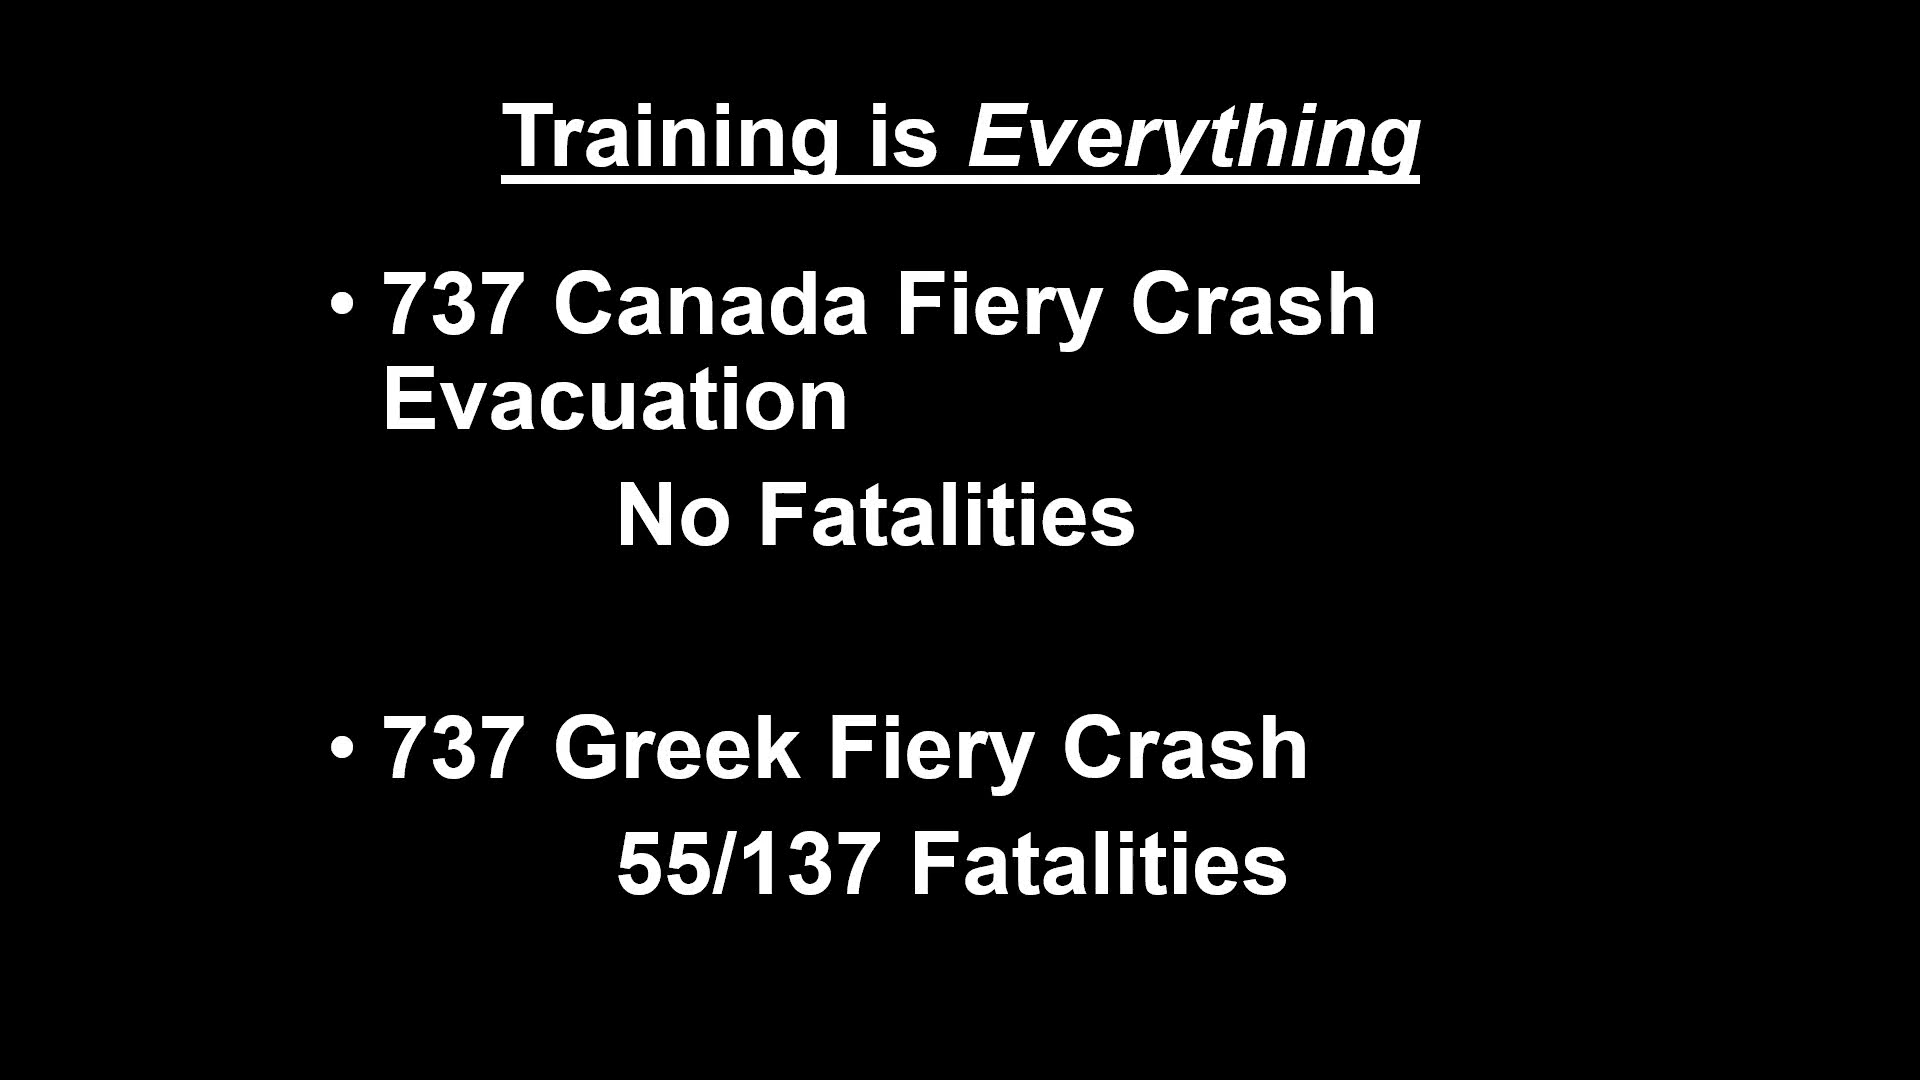 Training is Everything
• 737 Canada Fiery Crash
Evacuation
No Fatalities
• 737 Greek Fiery Crash
55/137 Fatalities